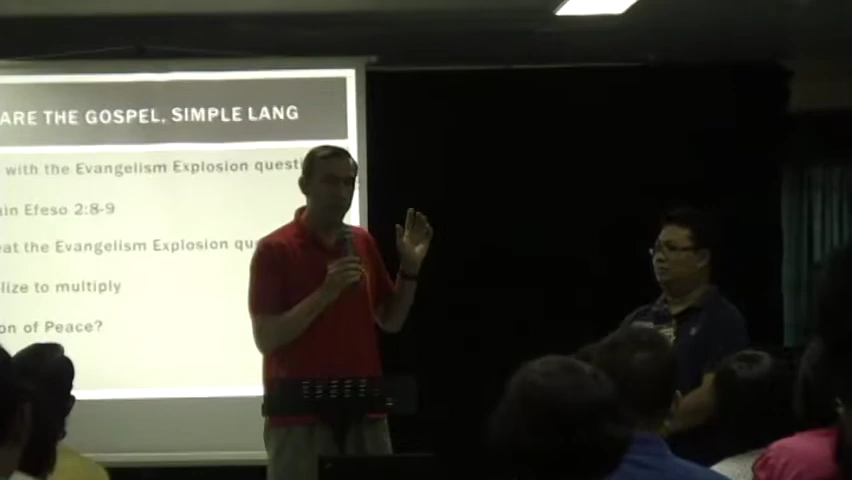 ARE THE GOSPEL, SIMPLE LANG
with the Evangelism Explosion questi
ain Efeso 2:8-9
eat the Evangelism Explosion qu
lize to multiply
on of Peace?